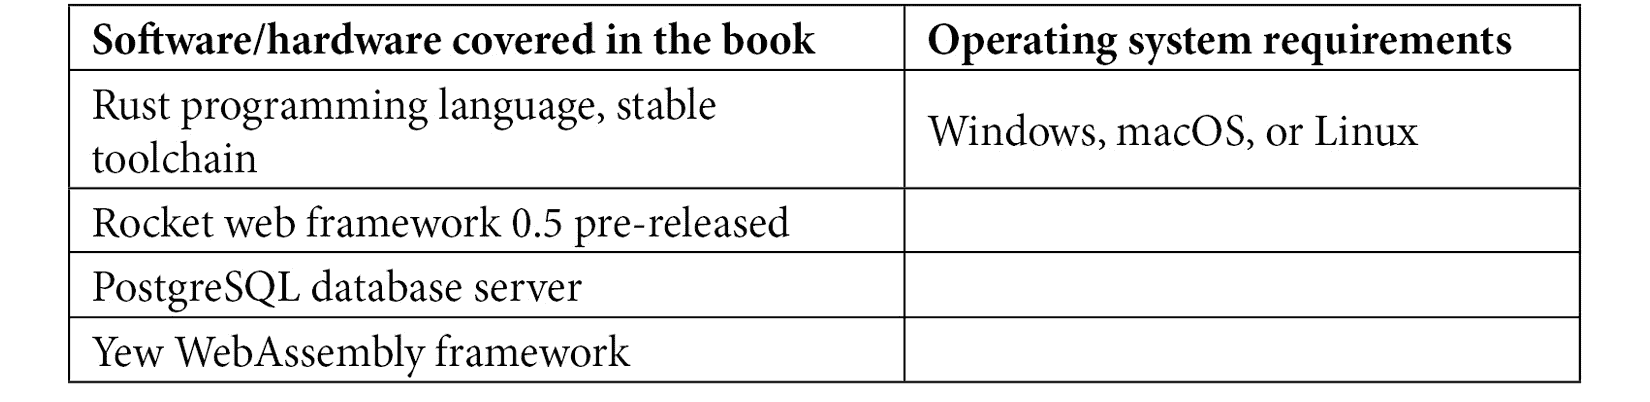 Software/hardware covered in the book
Operating system requirements
Rust programming language, stable
toolchain
Windows, macOS, or Linux
Rocket web framework 0.5 pre-released
PostgreSQL database server
Yew WebAssembly framework